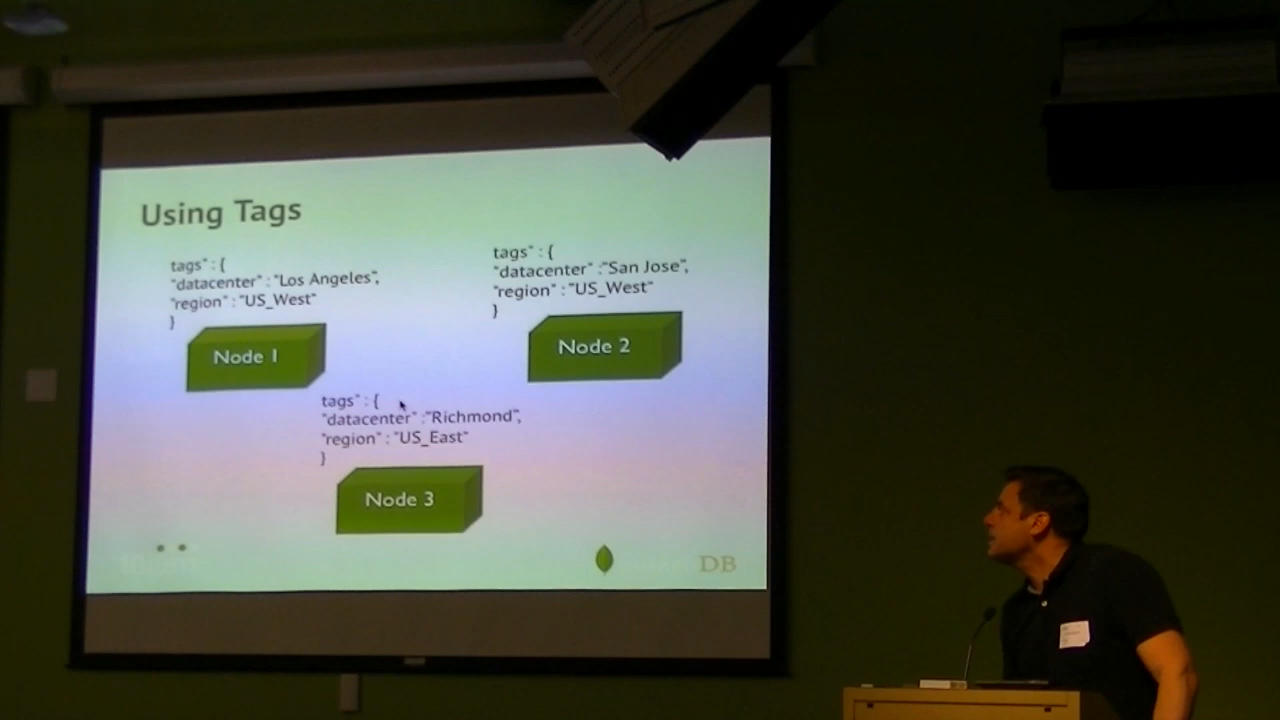 Using Tags
tags" : {
"datacenter" : "Los Angeles",
"region" : "US_West"
}
Node 1
tags" : {
"datacenter" :"San Jose",
"region" : "US_West"
}
Node 2
tags" : {
"datacenter" :"Richmond",
"region" : "US_East"
}
Node 3
DB